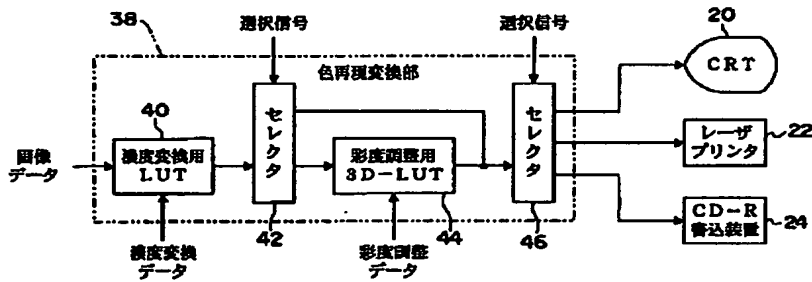 選択信号
選択信号
20
38
CRT
色再現変換部
40
画像
データ
濃度変換用
LUT
セレクタ
彩度調整用
3D-LUT
セレクタ
レーザ
プリンタ
22
42
44
46
CD-R
書込装置
24
濃度変換
データ
彩度調整
データ